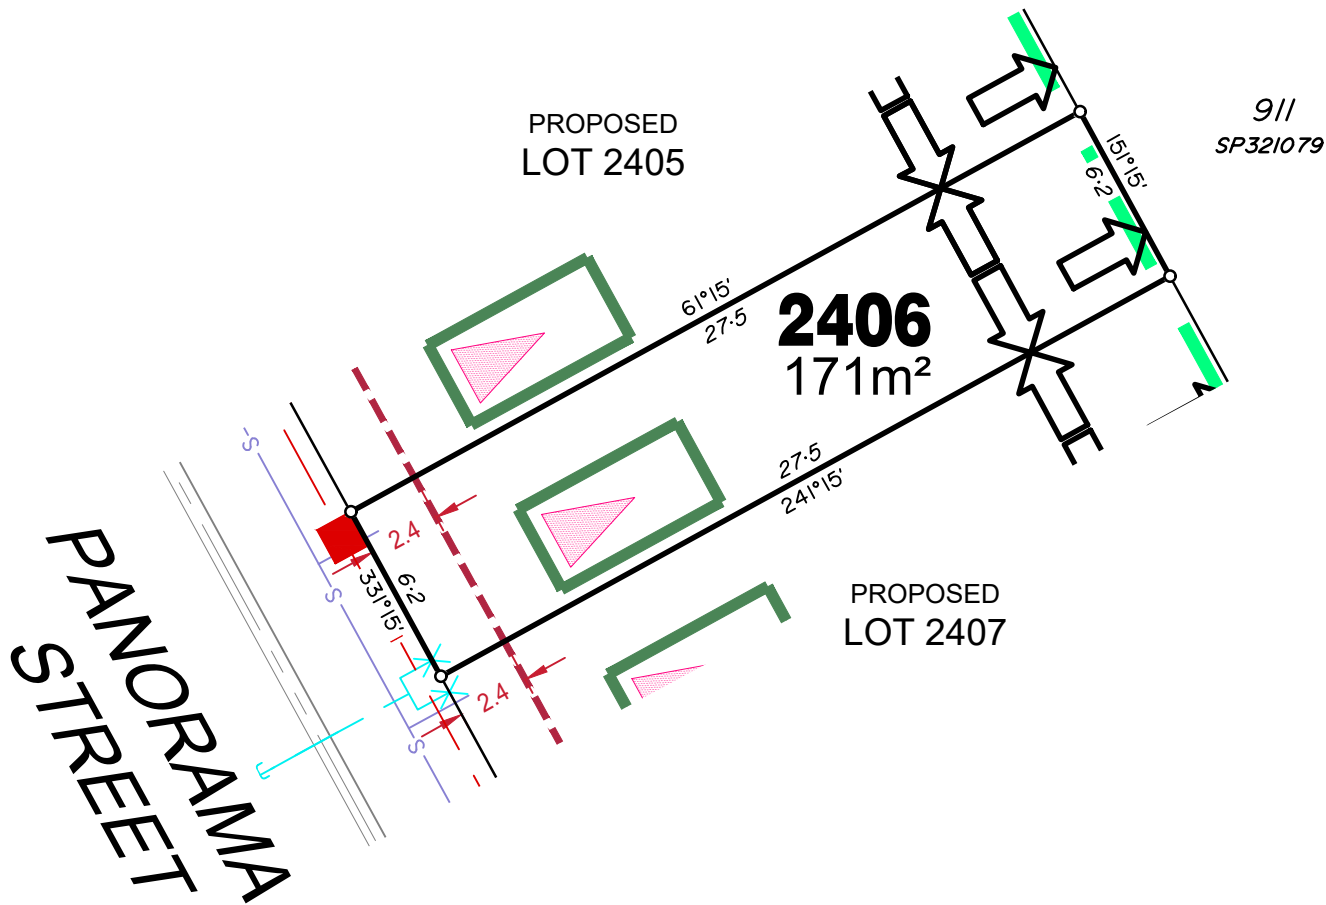 PROPOSED
LOT 2405
911
SP321079
151°15'
6·2
61°15'
27·5
2406
171m²
27·5
241°15'
S
2.4
6·2
331°15'
S
PROPOSED
LOT 2407
2.4
S
PANORAMA
STREET